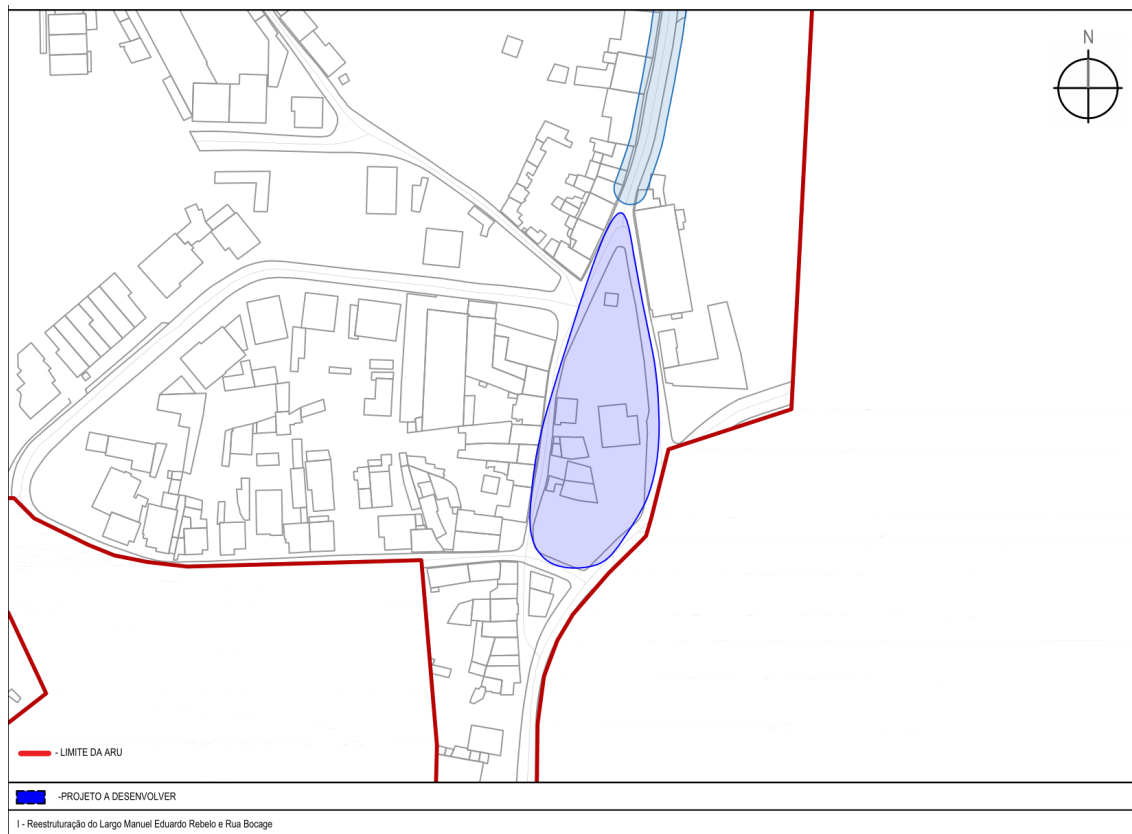 N
- LIMITE DA ARU
-PROJETO A DESENVOLVER
I - Reestruturação do Largo Manuel Eduardo Rebelo e Rua Bocage